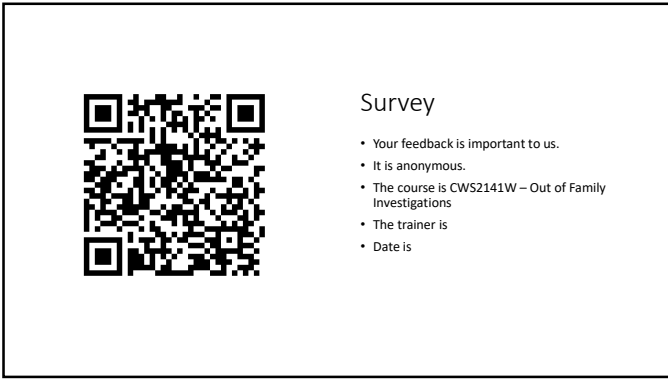 Survey
• Your feedback is important to us.
• It is anonymous.
• The course is CWS2141W – Out of Family
Investigations
• The trainer is
• Date is